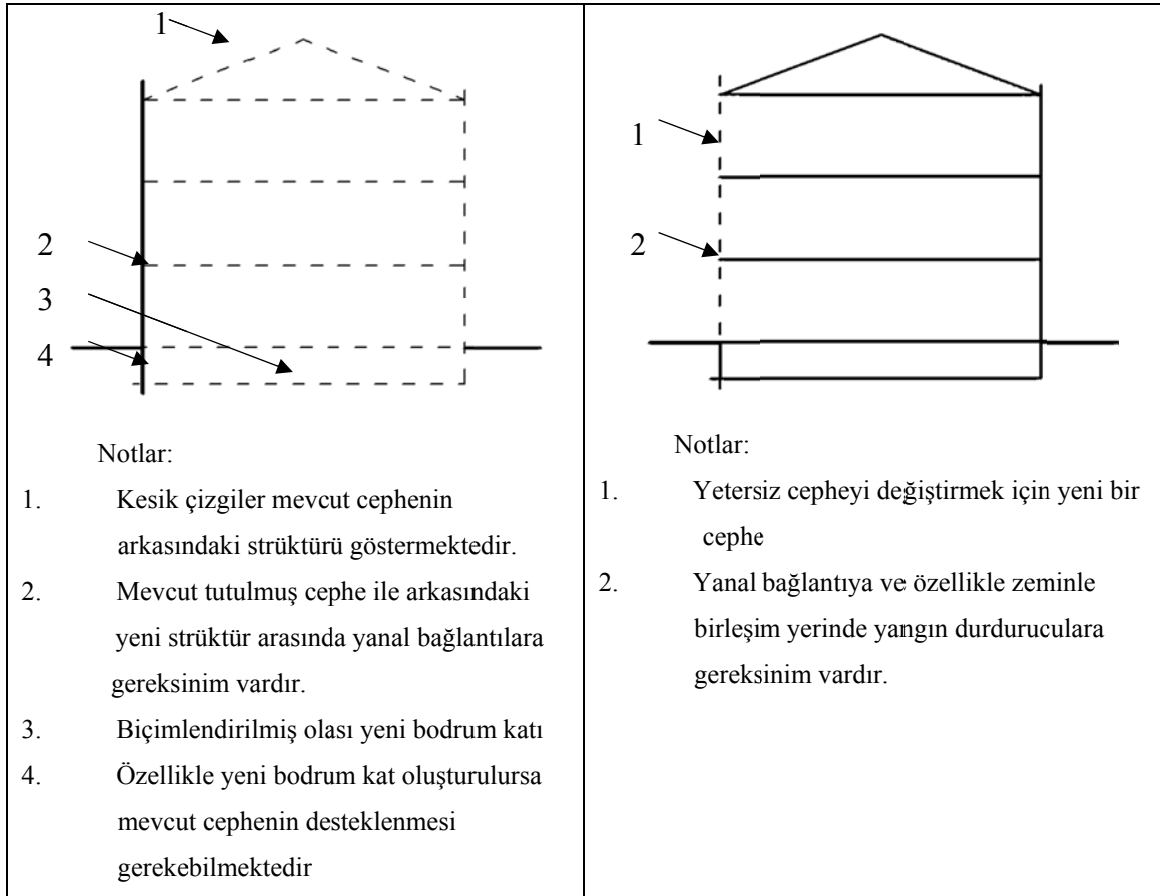 1
2
3
4
Notlar:
1. Kesik çizgiler mevcut cephenin
arkasındaki strüktürü göstermektedir.
2. Mevcut tutulmuş cephe ile arkasındaki
yeni strüktür arasında yanal bağlantılara
gereksinim vardır.
3. Biçimlendirilmiş olası yeni bodrum katı
4. Özellikle yeni bodrum kat oluşturulursa
mevcut cephenin desteklenmesi
gerekebilmektedir
1
2
Notlar:
1. Yetersiz cepheyi değiştirmek için yeni bir
cephe
2. Yanal bağlantıya ve özellikle zeminle
birleşim yerinde yangın durduruculara
gereksinim vardır.